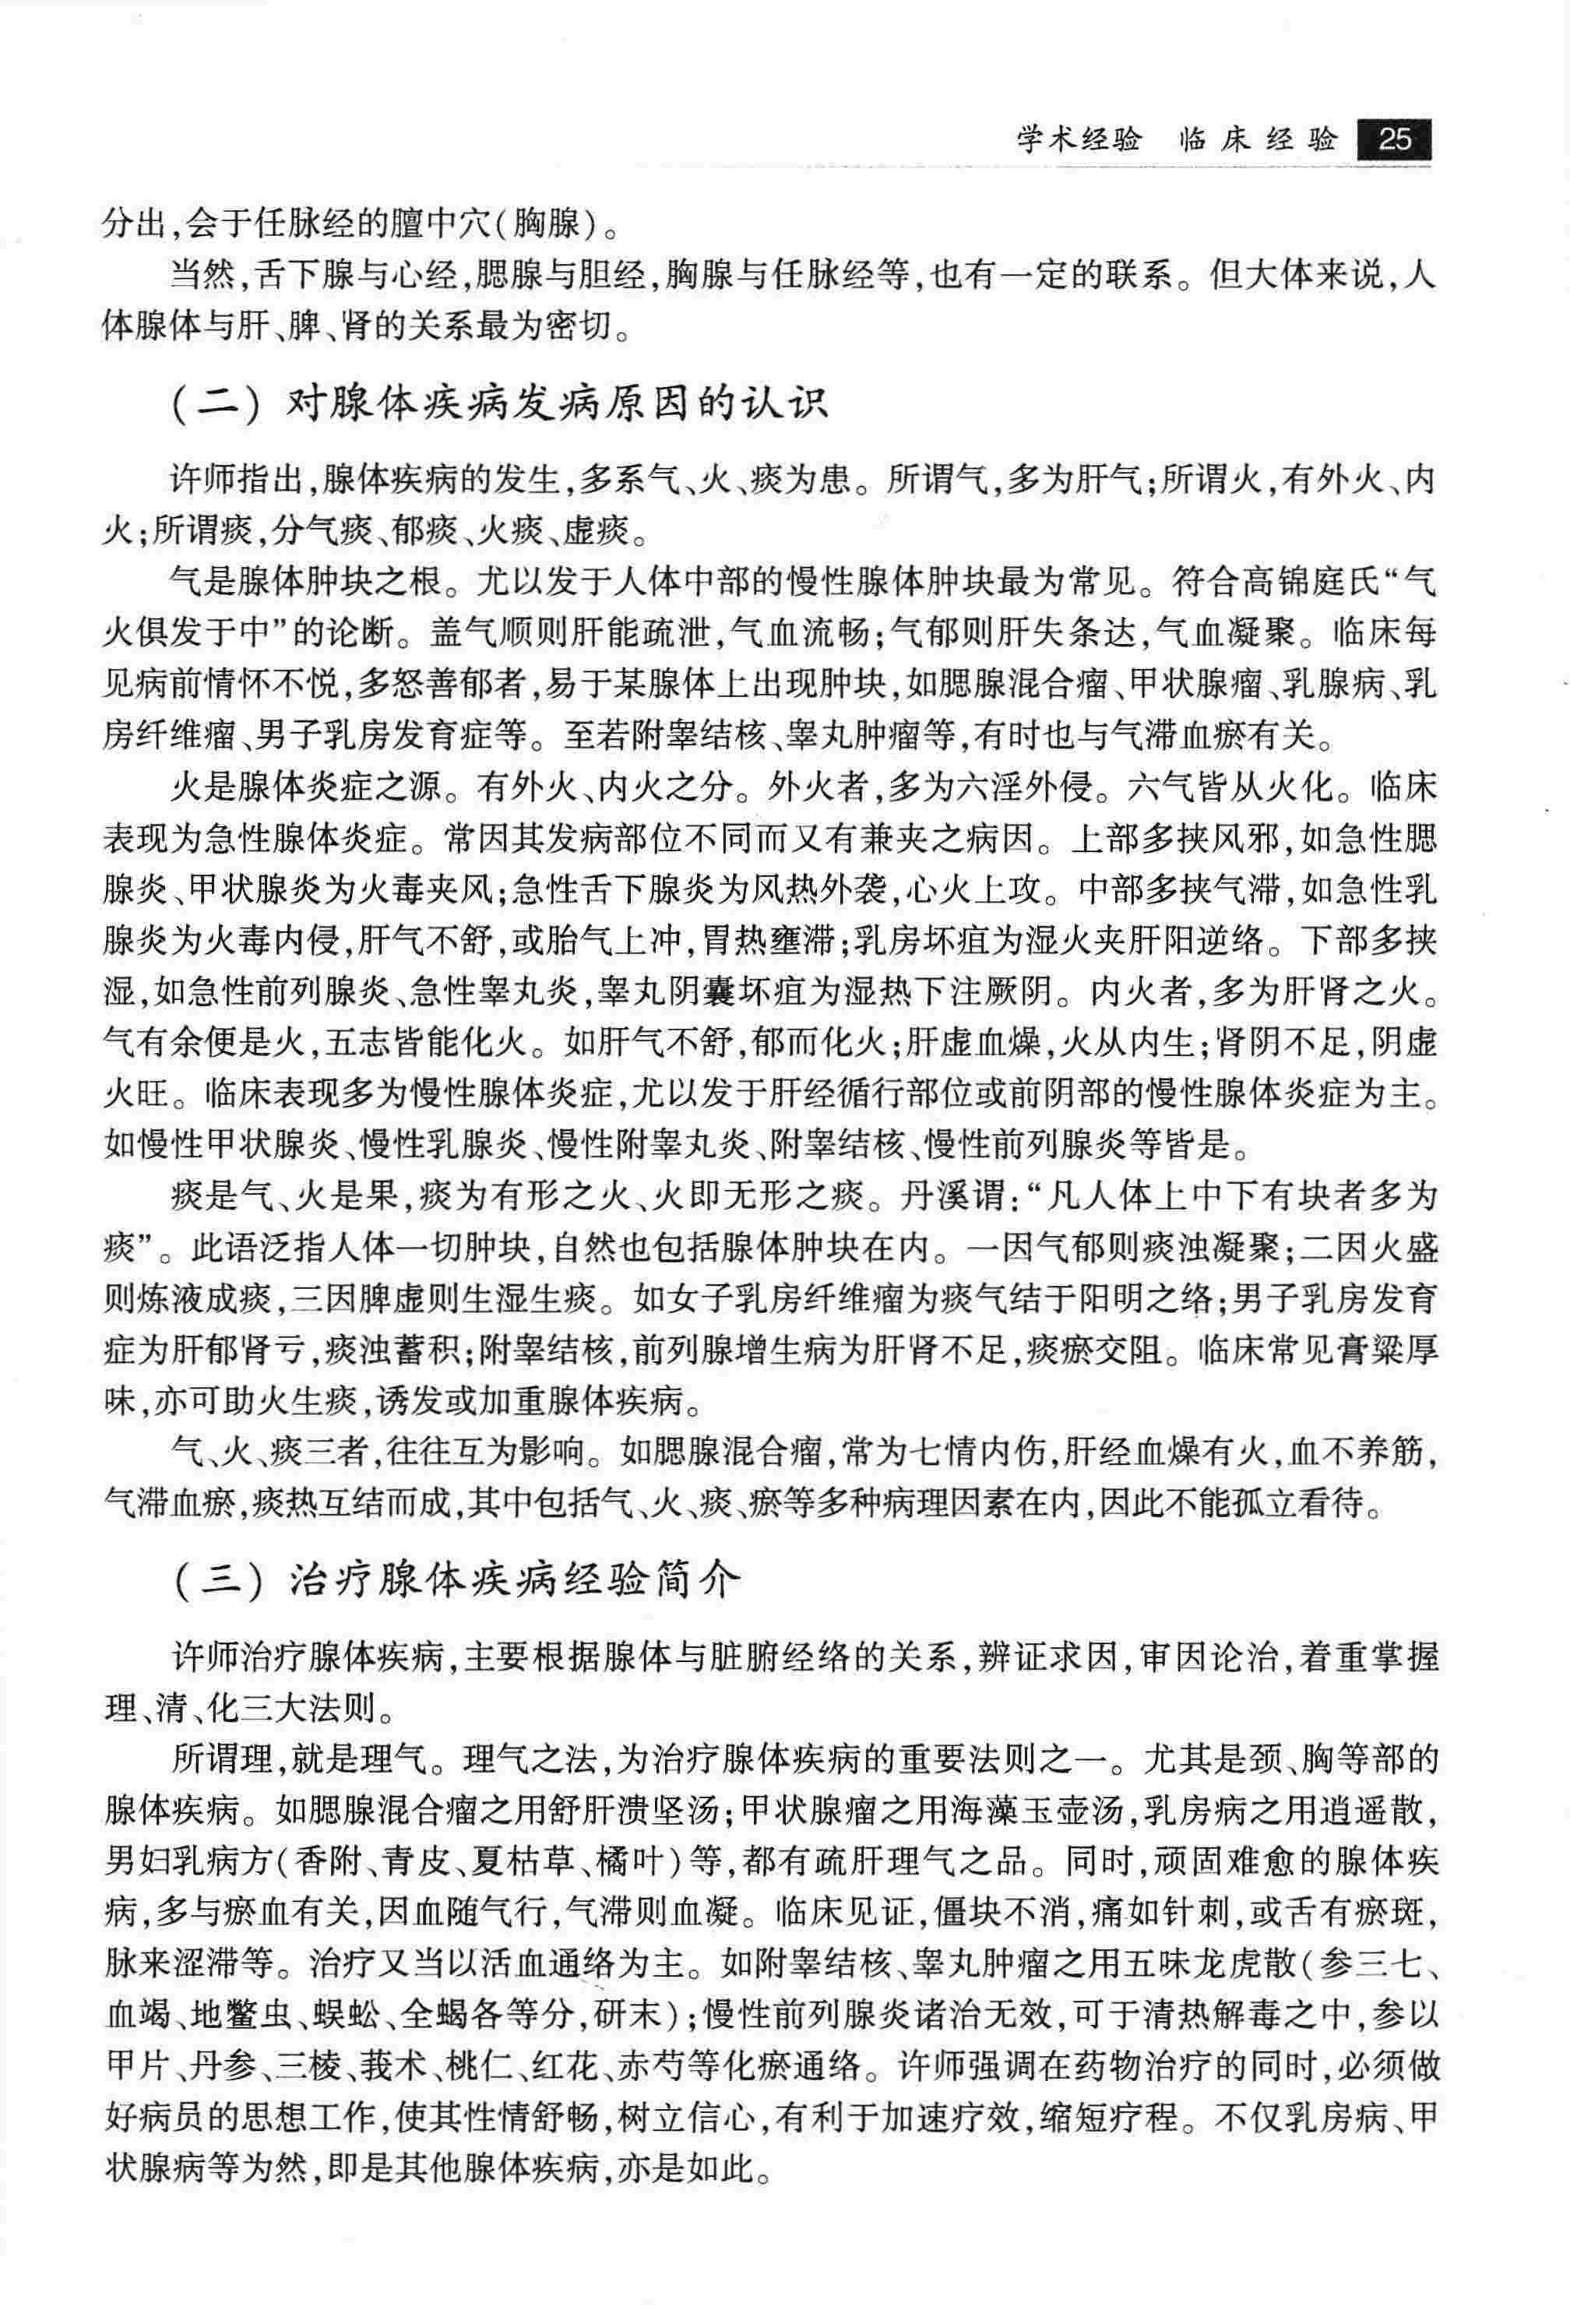 学术经验 临床经验 25
分出,会于任脉经的膻中穴(胸腺)。
当然,舌下腺与心经,腮腺与胆经,胸腺与任脉经等,也有一定的联系。但大体来说,人
体腺体与肝、脾、肾的关系最为密切。
(二) 对腺体疾病发病原因的认识
许师指出,腺体疾病的发生,多系气、火、痰为患。所谓气,多为肝气;所谓火,有外火、内
火;所谓痰,分气痰、郁痰、火痰、虚痰。
气是腺体肿块之根。尤以发于人体中部的慢性腺体肿块最为常见。符合高锦庭氏“气
火俱发于中”的论断。盖气顺则肝能疏泄,气血流畅;气郁则肝失条达,气血凝聚。临床每
见病前情怀不悦,多怒善郁者,易于某腺体上出现肿块,如腮腺混合瘤、甲状腺瘤、乳腺病、乳
房纤维瘤、男子乳房发育症等。至若附睾结核、睾丸肿瘤等,有时也与气滞血瘀有关。
火是腺体炎症之源。有外火、内火之分。外火者,多为六淫外侵。六气皆从火化。临床
表现为急性腺体炎症。常因其发病部位不同而又有兼夹之病因。上部多挟风邪,如急性腮
腺炎、甲状腺炎为火毒夹风;急性舌下腺炎为风热外袭,心火上攻。中部多挟气滞,如急性乳
腺炎为火毒内侵,肝气不舒,或胎气上冲,胃热壅滞;乳房坏疽为湿火夹肝阳逆络。下部多挟
湿,如急性前列腺炎、急性睾丸炎,睾丸阴囊坏疽为湿热下注厥阴。内火者,多为肝肾之火。
气有余便是火,五志皆能化火。如肝气不舒,郁而化火;肝虚血燥,火从内生;肾阴不足,阴虚
火旺。临床表现多为慢性腺体炎症,尤以发于肝经循行部位或前阴部的慢性腺体炎症为主。
如慢性甲状腺炎、慢性乳腺炎、慢性附睾丸炎、附睾结核、慢性前列腺炎等皆是。
痰是气、火是果,痰为有形之火、火即无形之痰。丹溪谓:“凡人体上中下有块者多为
痰”。此语泛指人体一切肿块,自然也包括腺体肿块在内。一因气郁则痰浊凝聚;二因火盛
则炼液成痰,三因脾虚则生湿生痰。如女子乳房纤维瘤为痰气结于阳明之络;男子乳房发育
症为肝郁肾亏,痰浊蓄积;附睾结核,前列腺增生病为肝肾不足,痰瘀交阻。临床常见膏粱厚
味,亦可助火生痰,诱发或加重腺体疾病。
气、火、痰三者,往往互为影响。如腮腺混合瘤,常为七情内伤,肝经血燥有火,血不养筋,
气滞血瘀,痰热互结而成,其中包括气、火、痰、瘀等多种病理因素在内,因此不能孤立看待。
(三) 治疗腺体疾病经验简介
许师治疗腺体疾病,主要根据腺体与脏腑经络的关系,辨证求因,审因论治,着重掌握
理、清、化三大法则。
所谓理,就是理气。理气之法,为治疗腺体疾病的重要法则之一。尤其是颈、胸等部的
腺体疾病。如腮腺混合瘤之用舒肝溃坚汤;甲状腺瘤之用海藻玉壶汤,乳房病之用逍遥散,
男妇乳病方(香附、青皮、夏枯草、橘叶)等,都有疏肝理气之品。同时,顽固难愈的腺体疾
病,多与瘀血有关,因血随气行,气滞则血凝。临床见证,僵块不消,痛如针刺,或舌有瘀斑,
脉来涩滞等。治疗又当以活血通络为主。如附睾结核、睾丸肿瘤之用五味龙虎散(参三七、
血竭、地鳖虫、蜈蚣、全蝎各等分,研末);慢性前列腺炎诸治无效,可于清热解毒之中,参以
甲片、丹参、三棱、莪术、桃仁、红花、赤芍等化瘀通络。许师强调在药物治疗的同时,必须做
好病员的思想工作,使其性情舒畅,树立信心,有利于加速疗效,缩短疗程。不仅乳房病、甲
状腺病等为然,即是其他腺体疾病,亦是如此。